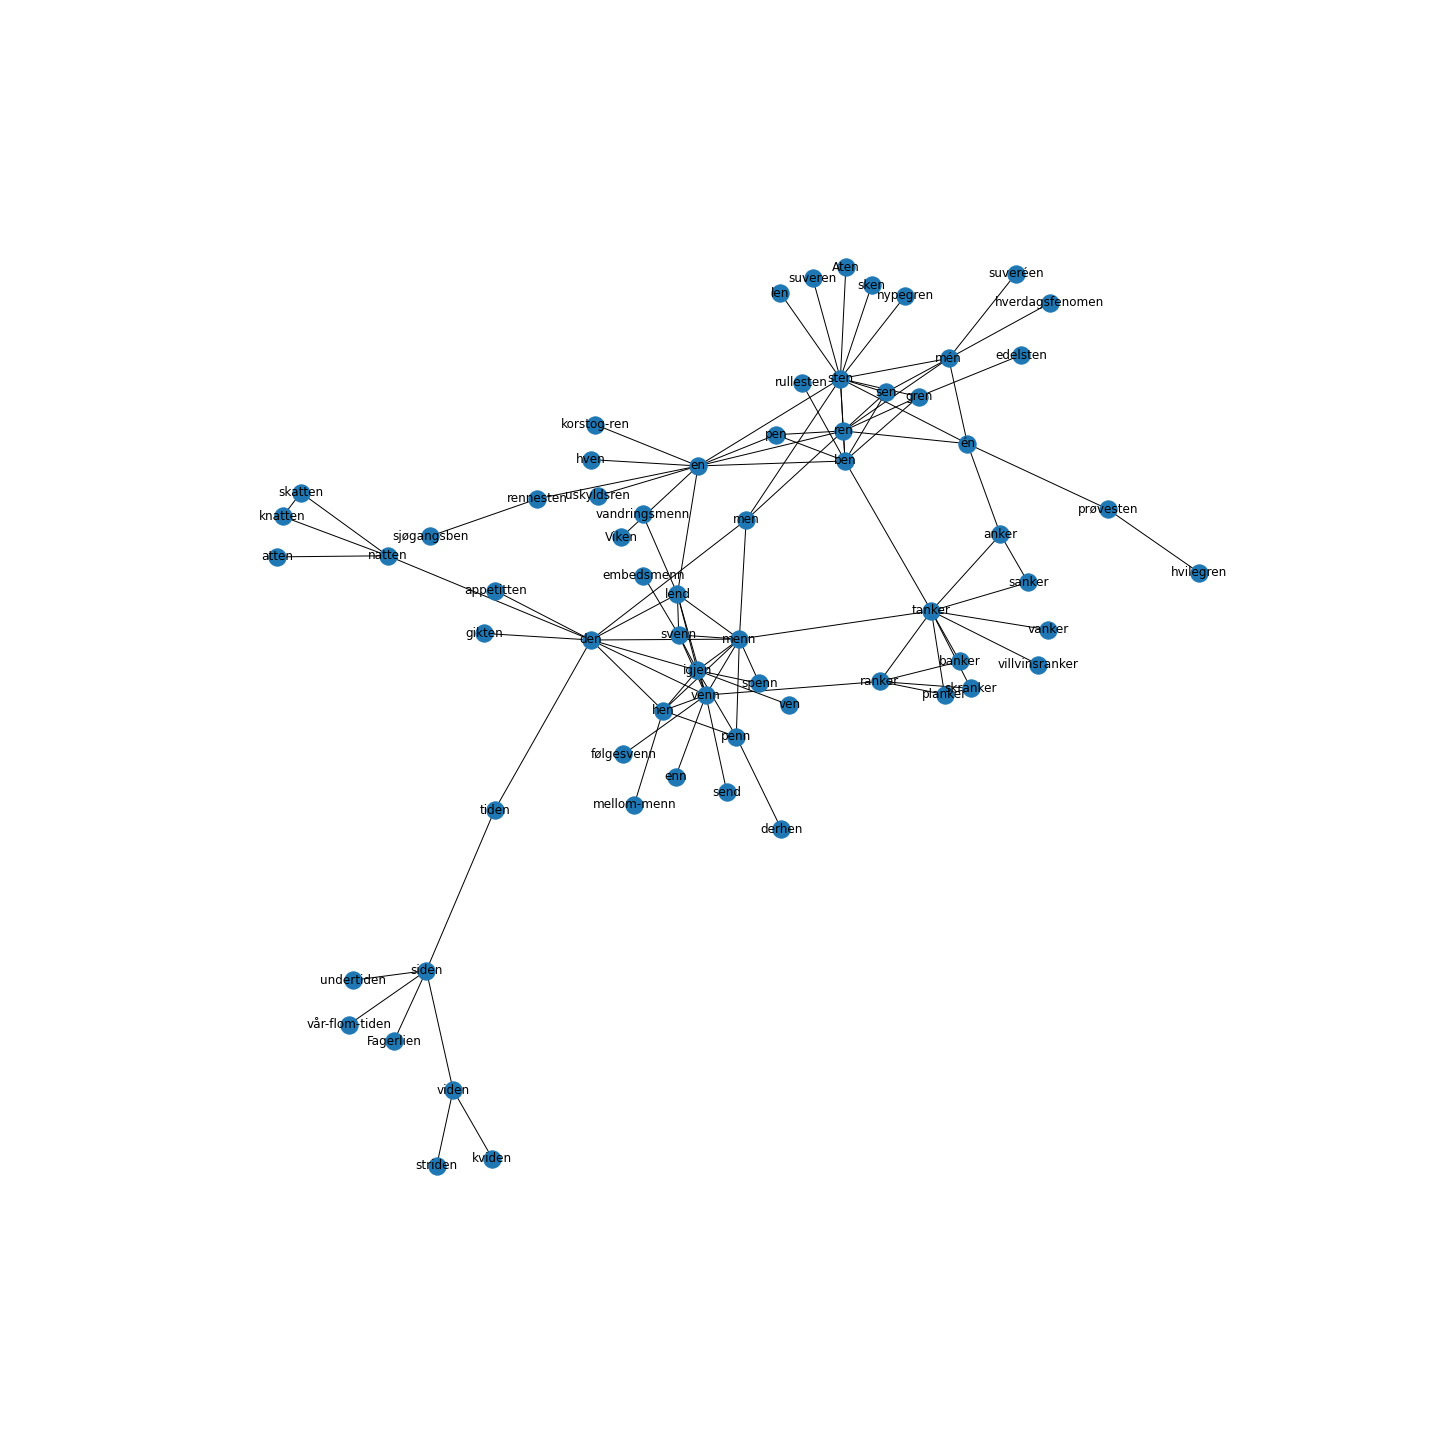 Aten
suveren
suveréen
sken
len
nypegren
hverdagsfenomen
mén
edelsten
sten
rullesten
sen
gren
korstog-ren
ren
pen
en
hven
ben
en
skatten
rennesten
uskyldsren
prøvesten
knatten
vandringsmenn
men
sjøgangsben
Viken
anker
atten
natten
hvilegren
embedsmenn
sanker
appetitten
lend
tanker
vanker
gikten
den
svenn
menn
banker
villvinsranker
igjen
spenn
ranker
skranker
planker
venn
ven
hen
penn
følgesvenn
enn
send
mellom-menn
tiden
derhen
siden
undertiden
vår-flom-tiden
Fagerlien
viden
striden
kviden